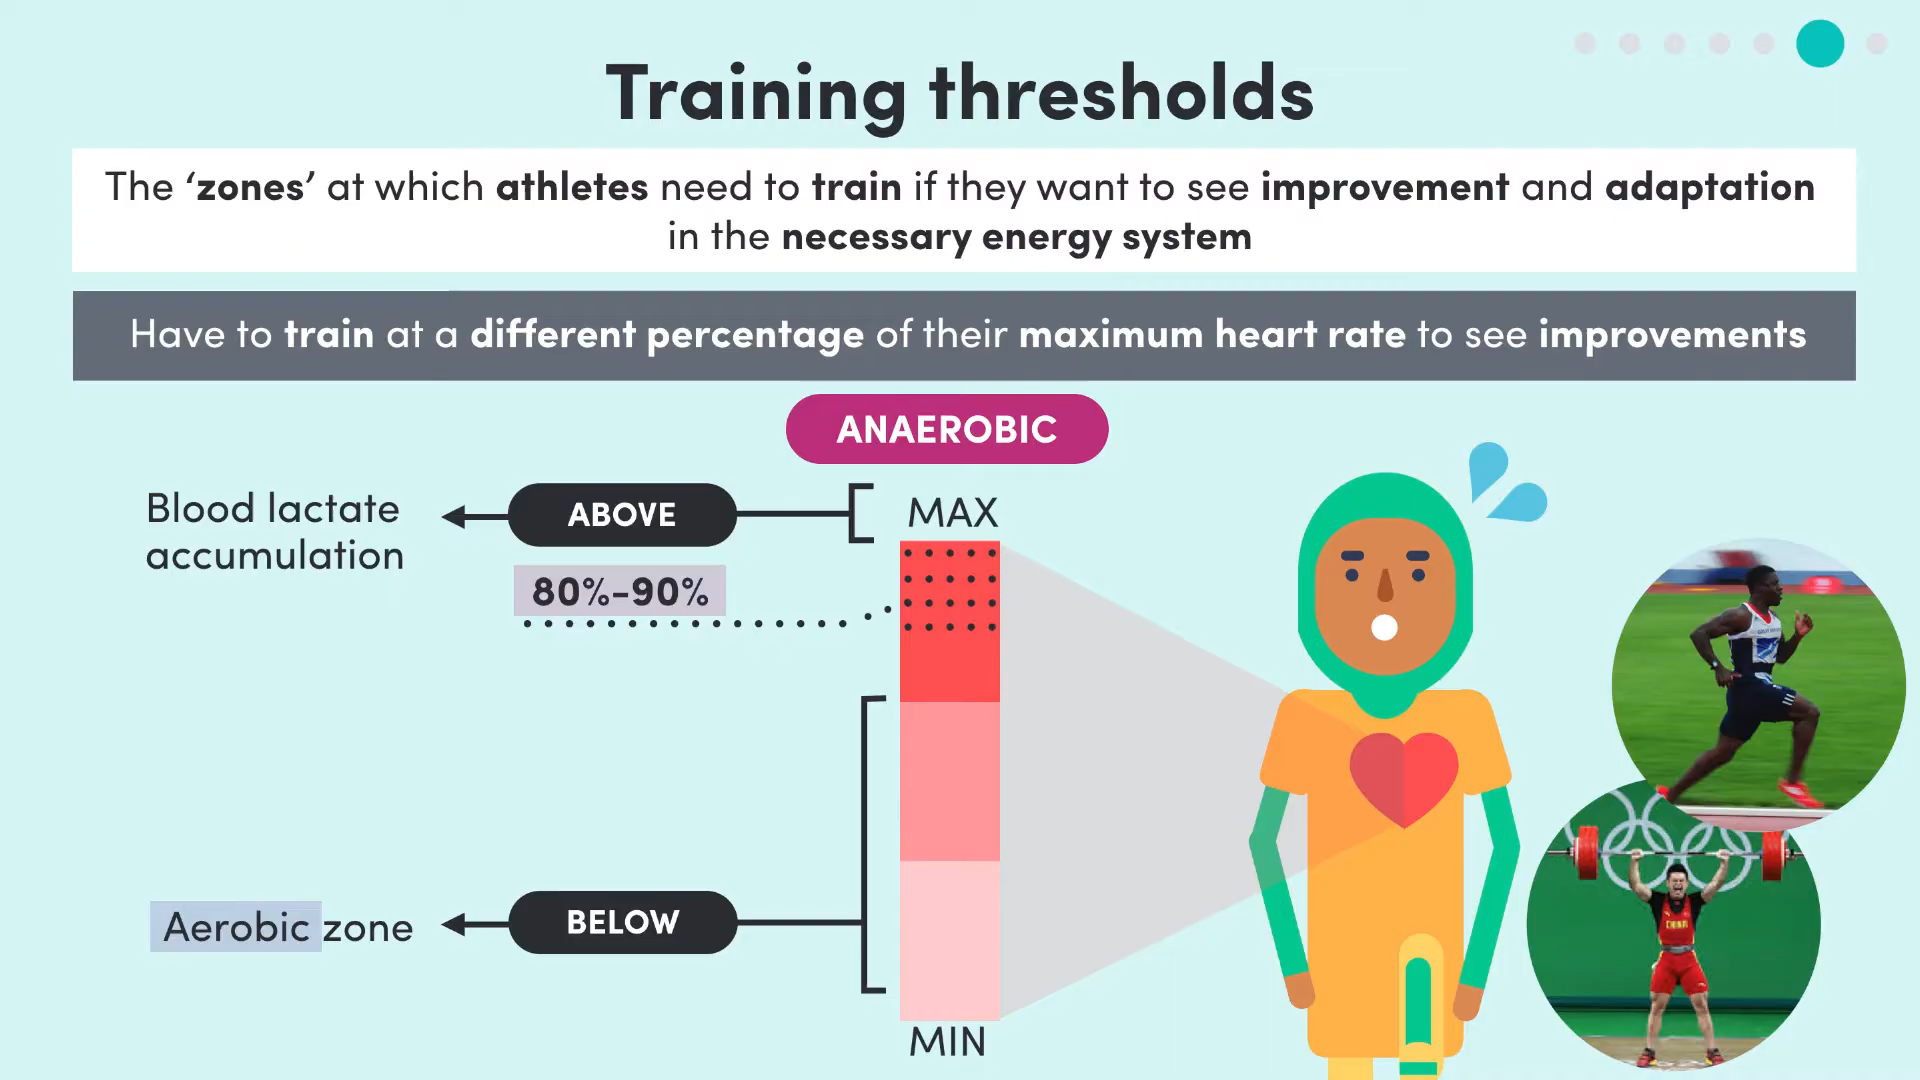 Training thresholds
The ‘zones’ at which athletes need to train if they want to see improvement and adaptation
in the necessary energy system
Have to train at a different percentage of their maximum heart rate to see improvements
ANAEROBIC
Blood lactate
accumulation
ABOVE
MAX
80%-90%
Aerobic zone
BELOW
MIN
CHINA